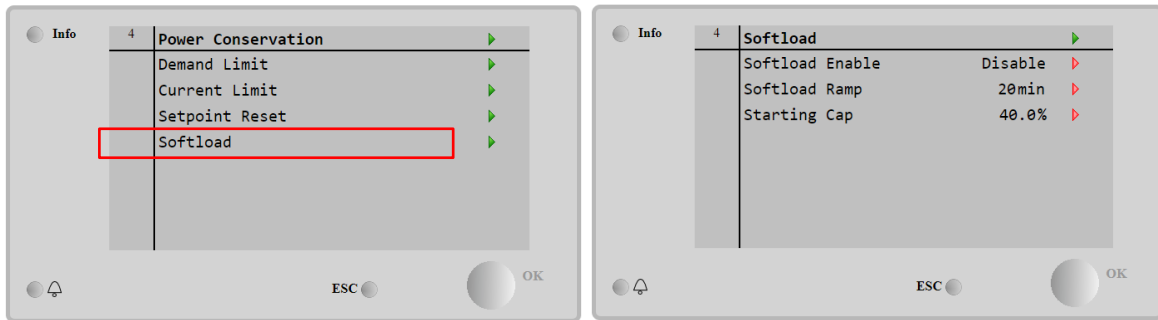 Info
4 Power Conservation
Demand Limit
Current Limit
Setpoint Reset
Softload
ESC
OK
Info
4 Softload
Softload Enable Disable
Softload Ramp 20min
Starting Cap 40.0%
ESC
OK